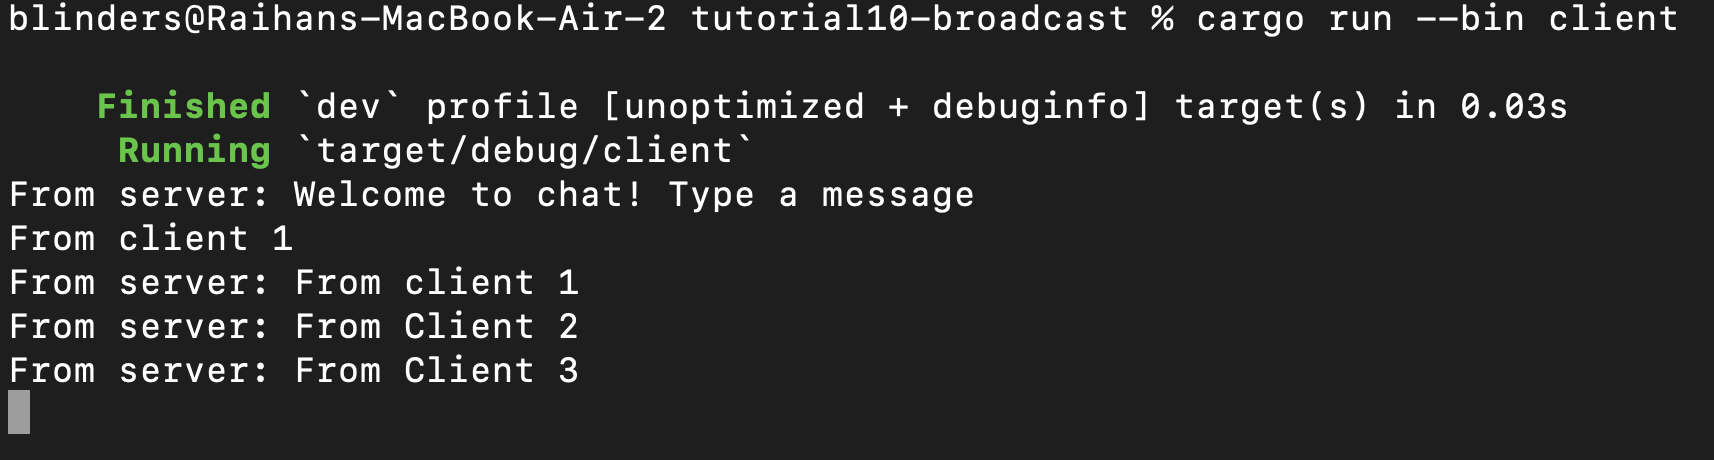 blinders@Raihans-MacBook-Air-2 tutorial10-broadcast % cargo run --bin client
Finished `dev` profile [unoptimized + debuginfo] target(s) in 0.03s
Running `target/debug/client`
From server: Welcome to chat! Type a message
From client 1
From server: From client 1
From server: From Client 2
From server: From Client 3